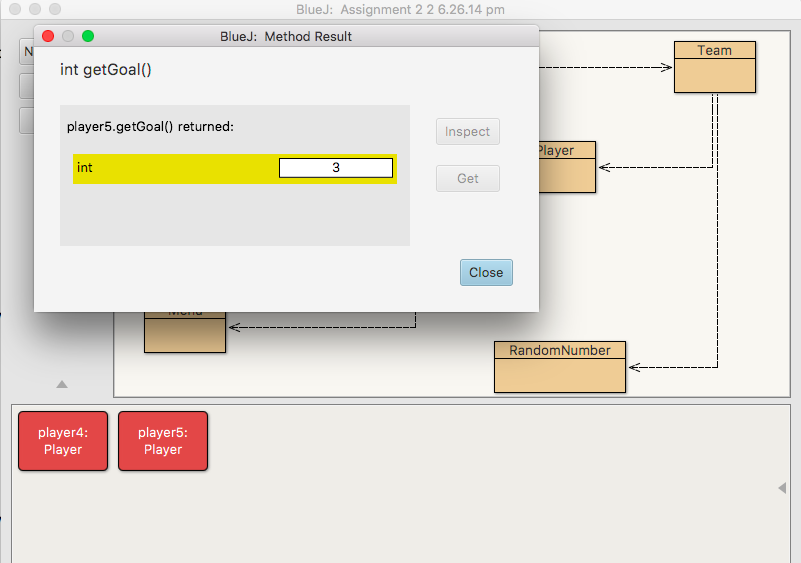 BlueJ: Assignment 2 2 6.26.14 pm
BlueJ: Method Result
int getGoal()
player5.getGoal() returned:
int
3
Inspect
Get
Close
Team
Player
RandomNumber
player4:
Player
player5:
Player